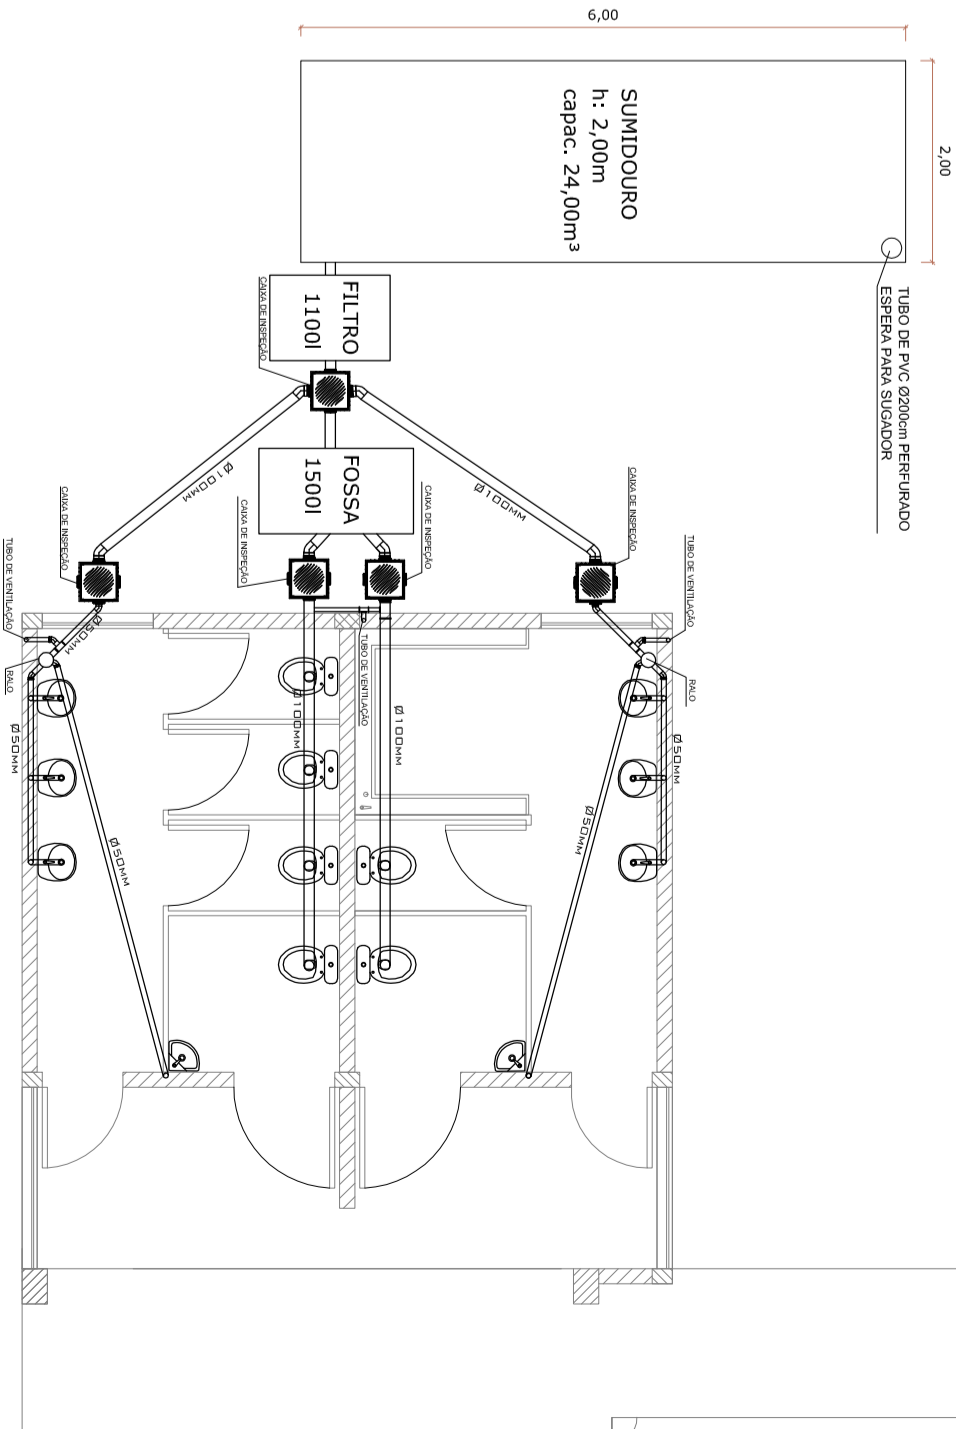 6,00
2,00
SUMIDOURO
h: 2,00m
capac. 24,00m³
TUBO DE PVC Ø200cm PERFURADO
ESPERA PARA SUGADOR
FILTRO
1100l
CAIXA DE INSPEÇÃO
FOSSA
1500l
Ø100MM
Ø100MM
CAIXA DE INSPEÇÃO
CAIXA DE INSPEÇÃO
CAIXA DE INSPEÇÃO
CAIXA DE INSPEÇÃO
TUBO DE VENTILAÇÃO
TUBO DE VENTILAÇÃO
TUBO DE VENTILAÇÃO
Ø50MM
RALO
RALO
Ø100MM
Ø100MM
Ø50MM
Ø50MM
Ø50MM
Ø50MM